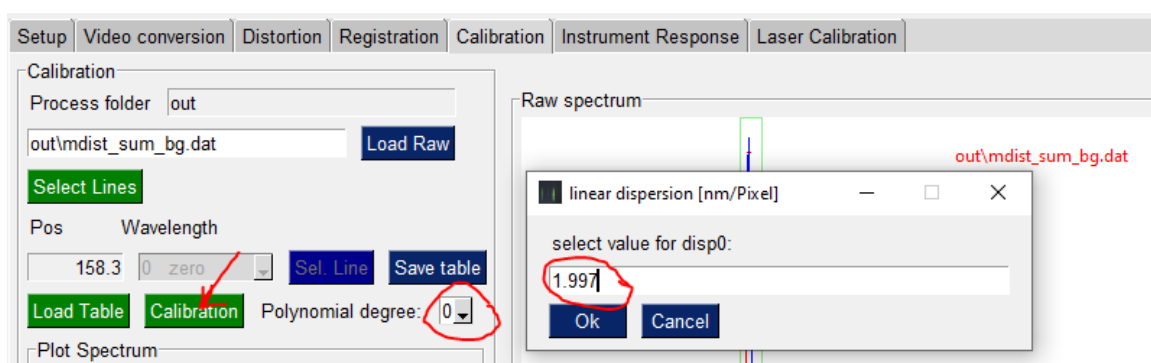 Setup Video conversion Distortion Registration Calibration Instrument Response Laser Calibration
Calibration
Process folder out
out\mdist_sum_bg.dat Load Raw
Select Lines
Pos Wavelength
158.3 0 zero Sel. Line Save table
Load Table Calibration Polynomial degree: 0
Plot Spectrum
Raw spectrum
out\mdist_sum_bg.dat
linear dispersion [nm/Pixel]
select value for disp0:
1.997
Ok Cancel